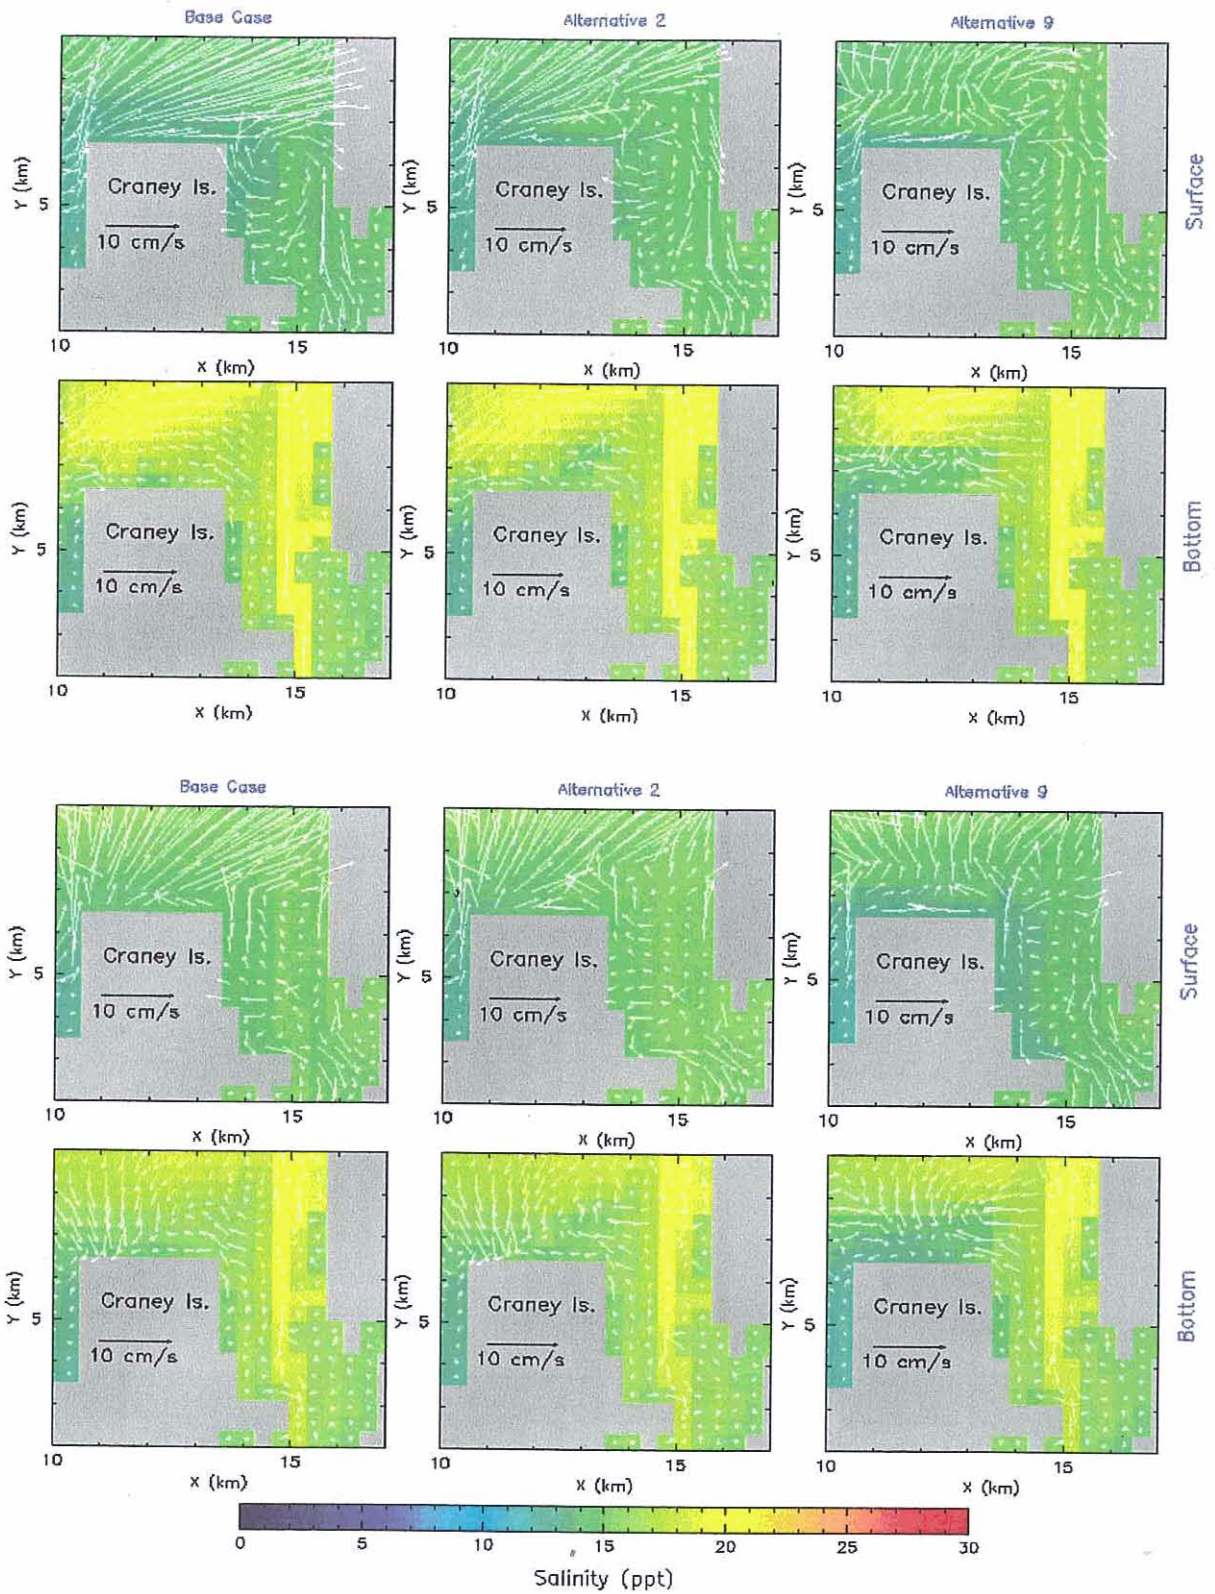 Base Case Alternative 2 Alternative 9
Y (km) 5 Craney Is. 10 cm/s Y (km) 5 Craney Is. 10 cm/s Y (km) 5 Craney Is. 10 cm/s Surface
10 15 10 15 10 15
X (km) X (km) X (km)
Y (km) 5 Craney Is. 10 cm/s Y (km) 5 Craney Is. 10 cm/s Y (km) 5 Craney Is. 10 cm/s Bottom
10 15 10 15 10 15
X (km) X (km) X (km)
Base Case Alternative 2 Alternative 9
Y (km) 5 Craney Is. 10 cm/s Y (km) 5 Craney Is. 10 cm/s Y (km) 5 Craney Is. 10 cm/s Surface
10 15 10 15 10 15
X (km) X (km) X (km)
Y (km) 5 Craney Is. 10 cm/s Y (km) 5 Craney Is. 10 cm/s Y (km) 5 Craney Is. 10 cm/s Bottom
10 15 10 15 10 15
X (km) X (km) X (km)
0 5 10 15 20 25 30
Salinity (ppt)